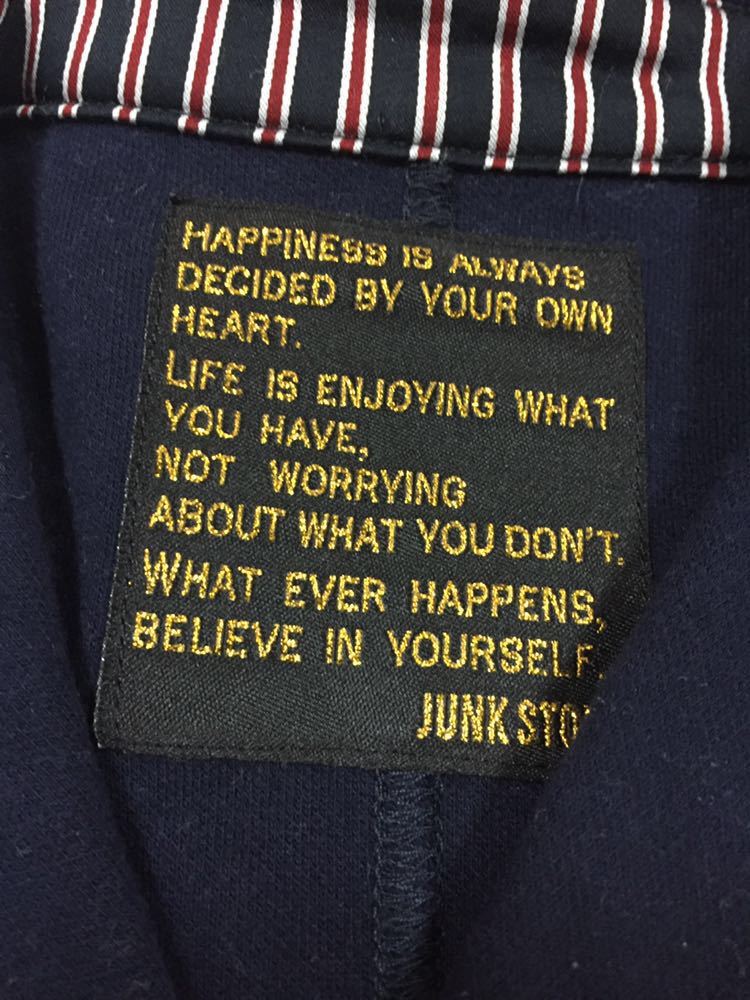 HAPPINESS IS ALWAYS
DECIDED BY YOUR OWN
HEART.
LIFE IS ENJOYING WHAT
YOU HAVE,
NOT WORRYING
ABOUT WHAT YOU DON'T.
WHAT EVER HAPPENS,
BELIEVE IN YOURSELF.
JUNK